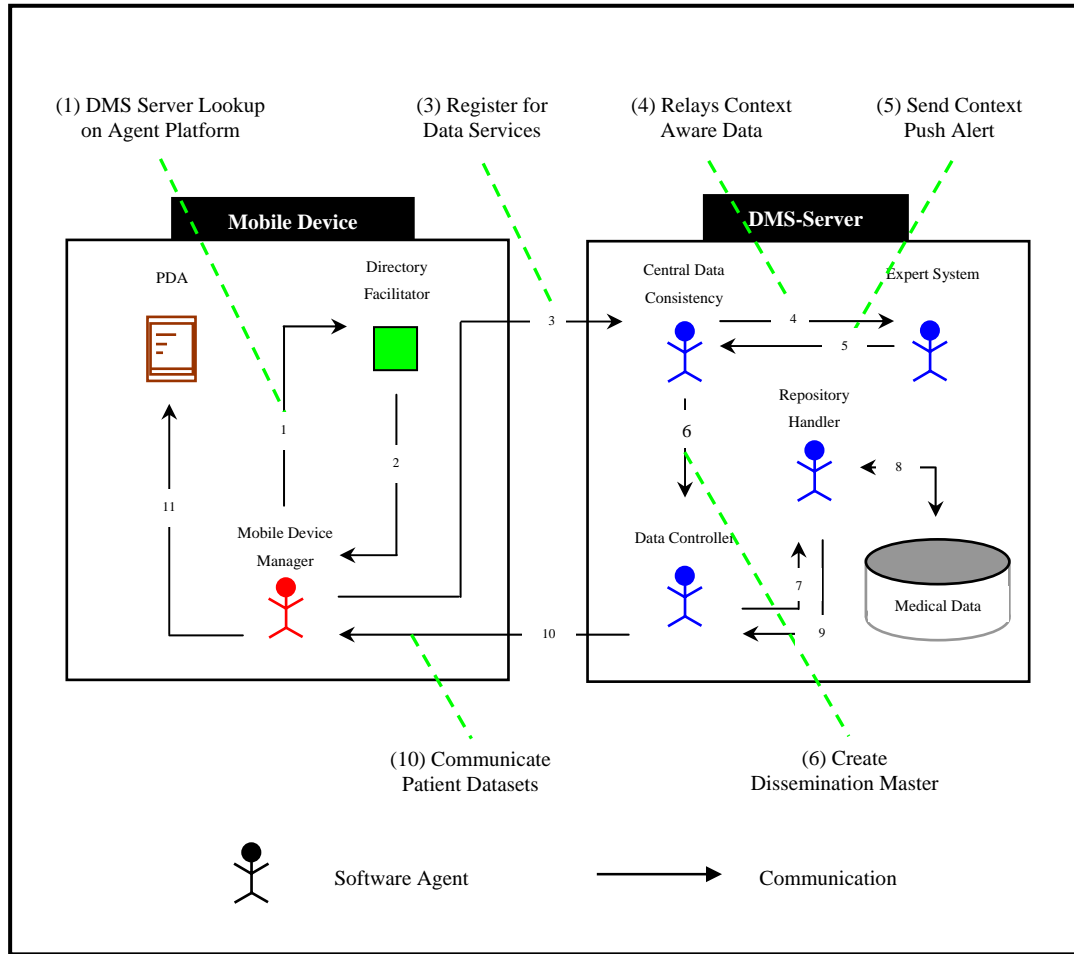 (1) DMS Server Lookup
on Agent Platform
(3) Register for
Data Services
(4) Relays Context
Aware Data
(5) Send Context
Push Alert
Mobile Device
DMS-Server
PDA
Directory
Facilitator
Central Data
Consistency
Expert System
3
4
5
1
2
6
Repository
Handler
8
11
Mobile Device
Manager
Data Controller
7
Medical Data
10
9
(10) Communicate
Patient Datasets
(6) Create
Dissemination Master
Software Agent
Communication